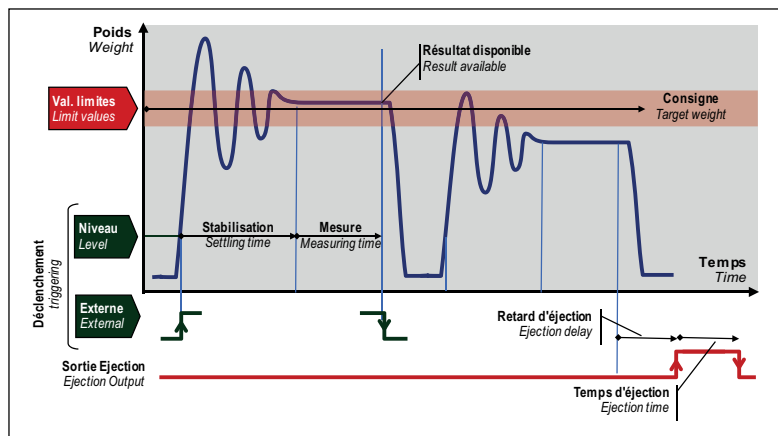 Poids
Weight
Résultat disponible
Result available
Val. limites
Limit values
Consigne
Target weight
Déclenchement
triggering
Niveau
Level
Stabilisation
Settling time
Mesure
Measuring time
Temps
Time
Externe
External
Retard d'éjection
Ejection delay
Sortie Ejection
Ejection Output
Temps d'éjection
Ejection time